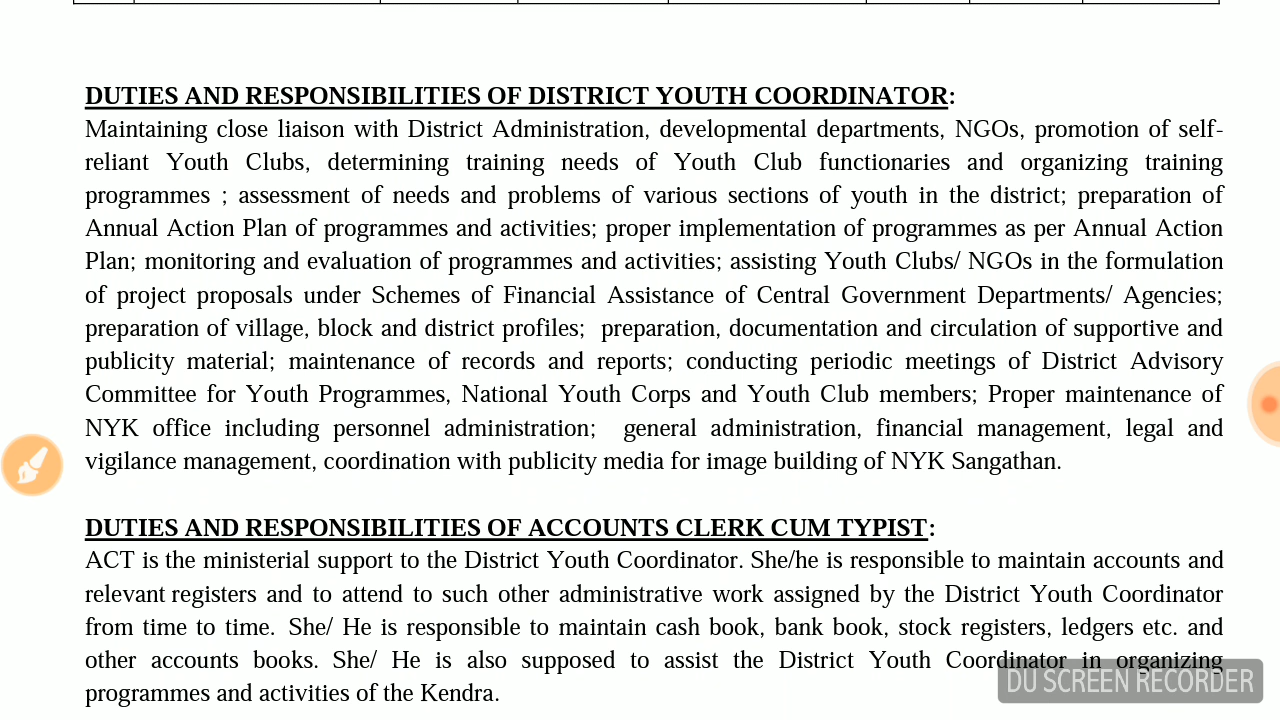 DUTIES AND RESPONSIBILITIES OF DISTRICT YOUTH COORDINATOR:
Maintaining close liaison with District Administration, developmental departments, NGOs, promotion of self-
reliant Youth Clubs, determining training needs of Youth Club functionaries and organizing training
programmes ; assessment of needs and problems of various sections of youth in the district; preparation of
Annual Action Plan of programmes and activities; proper implementation of programmes as per Annual Action
Plan; monitoring and evaluation of programmes and activities; assisting Youth Clubs/ NGOs in the formulation
of project proposals under Schemes of Financial Assistance of Central Government Departments/ Agencies;
preparation of village, block and district profiles; preparation, documentation and circulation of supportive and
publicity material; maintenance of records and reports; conducting periodic meetings of District Advisory
Committee for Youth Programmes, National Youth Corps and Youth Club members; Proper maintenance of
NYK office including personnel administration; general administration, financial management, legal and
vigilance management, coordination with publicity media for image building of NYK Sangathan.
DUTIES AND RESPONSIBILITIES OF ACCOUNTS CLERK CUM TYPIST:
ACT is the ministerial support to the District Youth Coordinator. She/he is responsible to maintain accounts and
relevant registers and to attend to such other administrative work assigned by the District Youth Coordinator
from time to time. She/ He is responsible to maintain cash book, bank book, stock registers, ledgers etc. and
other accounts books. She/ He is also supposed to assist the District Youth Coordinator in organizing
programmes and activities of the Kendra.
DU SCREEN RECORDER